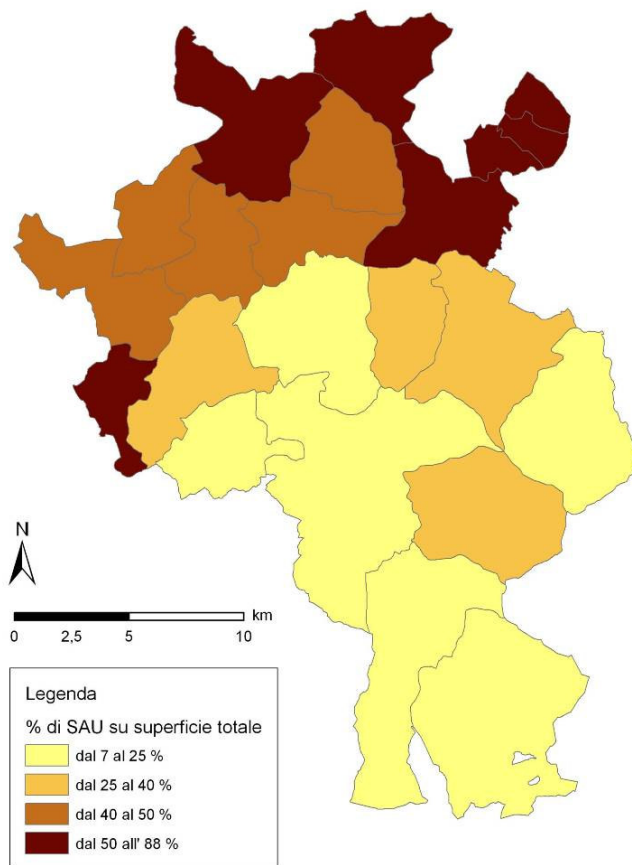 N
km
0 2,5 5 10
Legenda
% di SAU su superficie totale
dal 7 al 25 %
dal 25 al 40 %
dal 40 al 50 %
dal 50 all' 88 %